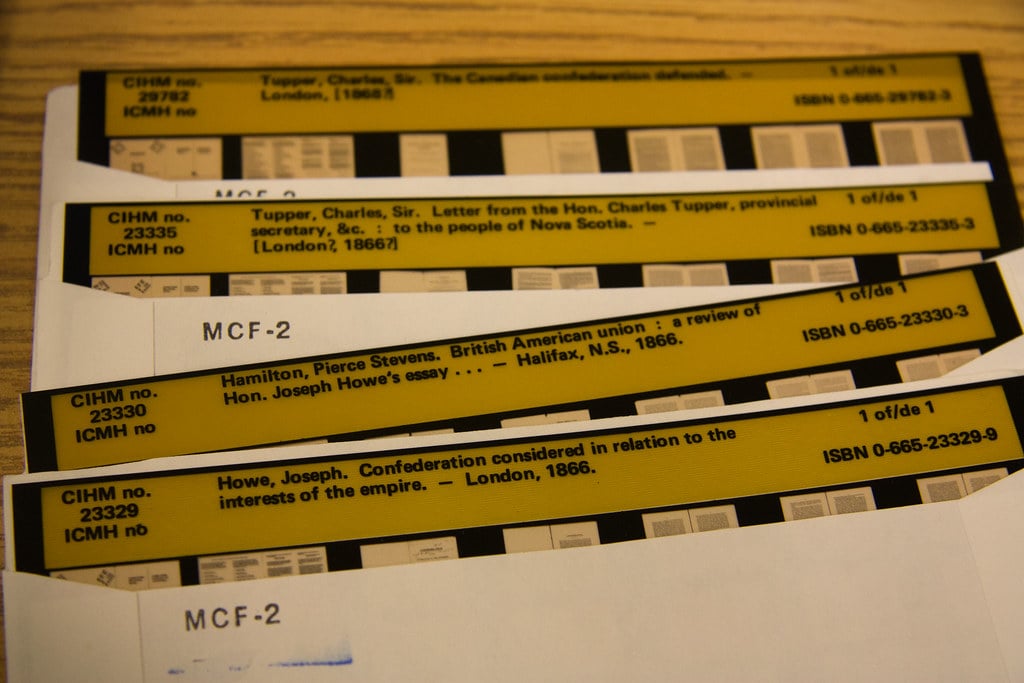 CIHM no.
29782
ICMH no
Tupper, Charles, Sir. The Canadian confederation defended. —
London, [1868?]
1 of/de 1
ISBN 0-665-29782-3
MCF-2
CIHM no.
23335
ICMH no
Tupper, Charles, Sir. Letter from the Hon. Charles Tupper, provincial
secretary, &c. : to the people of Nova Scotia. —
[London?, 1866?]
1 of/de 1
ISBN 0-665-23335-3
MCF-2
CIHM no.
23330
ICMH no
Hamilton, Pierce Stevens. British American union : a review of
Hon. Joseph Howe's essay . . . — Halifax, N.S., 1866.
1 of/de 1
ISBN 0-665-23330-3
CIHM no.
23329
ICMH no
Howe, Joseph. Confederation considered in relation to the
interests of the empire. — London, 1866.
1 of/de 1
ISBN 0-665-23329-9
MCF-2